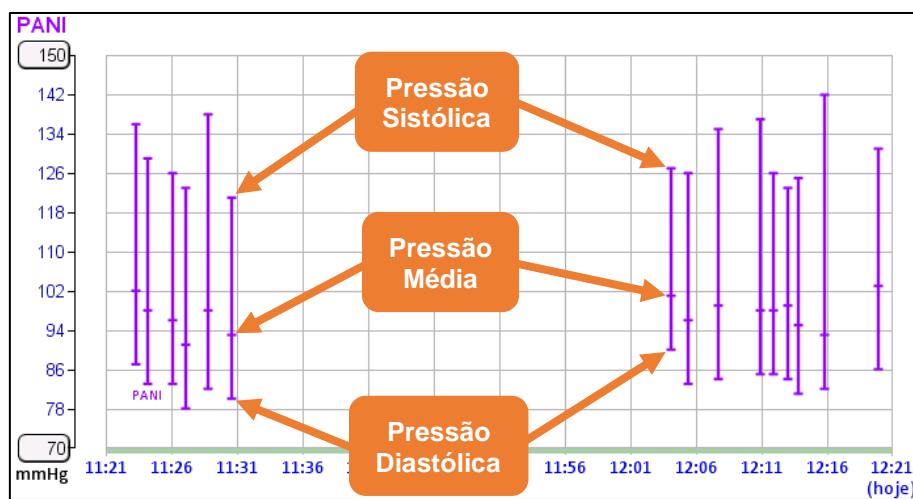 PANI
150
142
134
126
118
110
102
94
86
78
70
mmHg
Pressão
Sistólica
Pressão
Média
Pressão
Diastólica
PANI
11:21 11:26 11:31 11:36 11:56 12:01 12:06 12:11 12:16 12:21
(hoje)